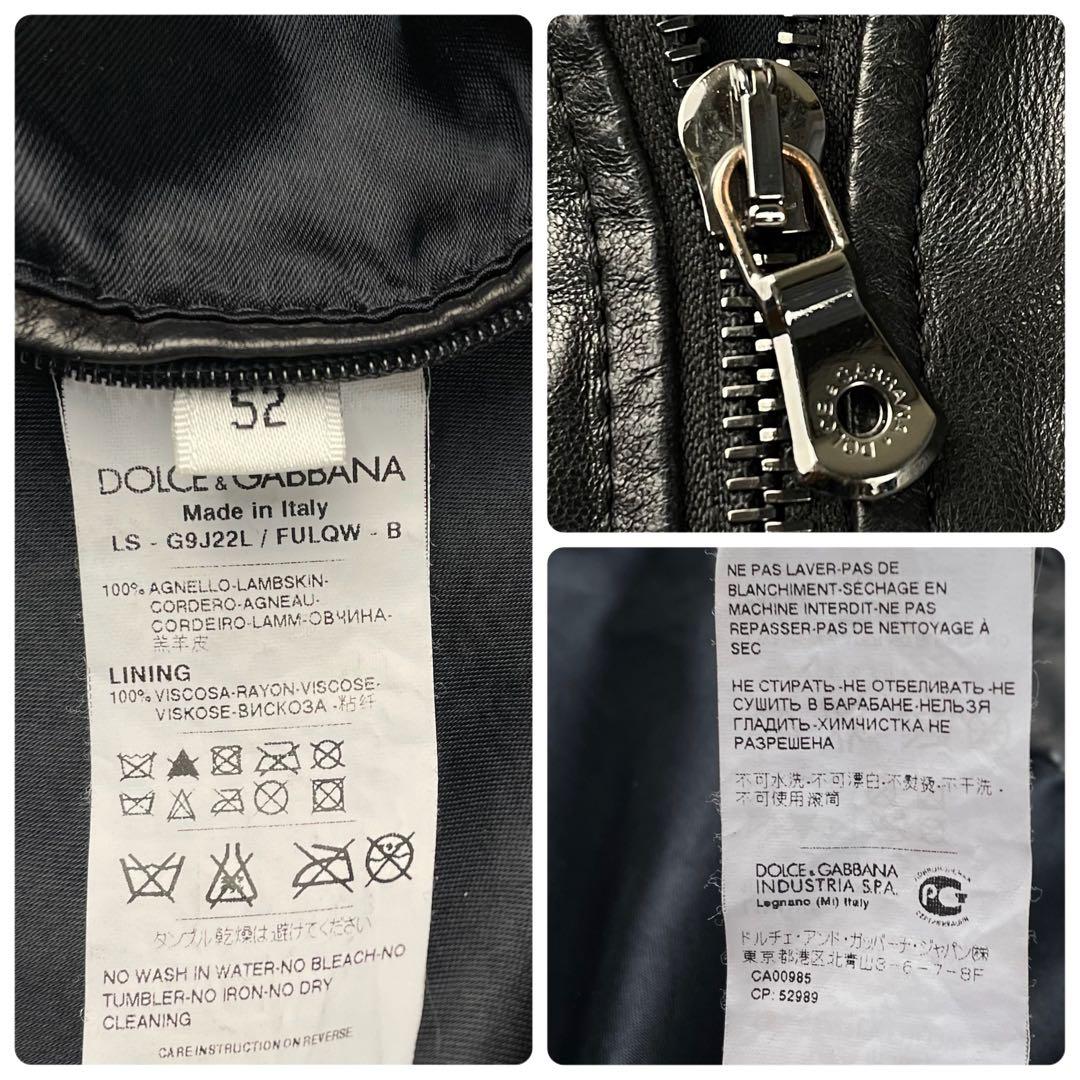 52
DOLCE & GABBANA
Made in Italy
LS - G9J22L / FULQW - B
100% AGNELLO-LAMBSKIN-
CORDERO-AGNEAU-
CORDEIRO-LAMM-ОВЧИНА-
羔羊皮
LINING
100% VISCOSA-RAYON-VISCOSE-
VISKOSE-ВИСКОЗА-粘纤
タンブル乾燥は避けてください
NO WASH IN WATER-NO BLEACH-NO
TUMBLER-NO IRON-NO DRY
CLEANING
CARE INSTRUCTION ON REVERSE
DOLCE & GABBANA
NE PAS LAVER-PAS DE
BLANCHIMENT-SÉCHAGE EN
MACHINE INTERDIT-NE PAS
REPASSER-PAS DE NETTOYAGE À
SEC
НЕ СТИРАТЬ-НЕ ОТБЕЛИВАТЬ-НЕ
СУШИТЬ В БАРАБАНЕ-НЕЛЬЗЯ
ГЛАДИТЬ-ХИМЧИСТКА НЕ
РАЗРЕШЕНА
不可水洗-不可漂白-不熨烫-不干洗-
不可使用滚筒
DOLCE & GABBANA
INDUSTRIA S.P.A.
Legnano (MI) Italy
ドルチェ・アンド・ガッバーナ・ジャパン㈱
東京都港区北青山3-6-7-8F
CA00985
CP: 52989